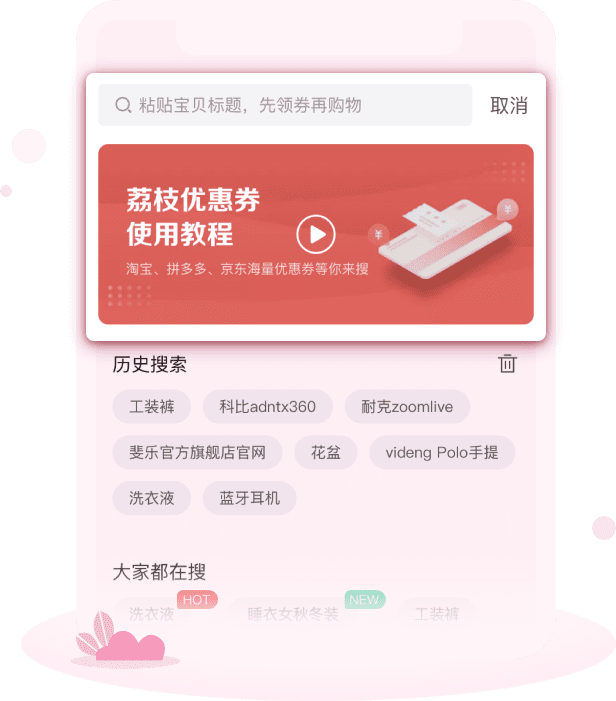 粘贴宝贝标题，先领券再购物 取消
荔枝优惠券
使用教程
淘宝、拼多多、京东海量优惠券等你来搜
¥ ¥
历史搜索
工装裤 科比adntx360 耐克zoomlive
斐乐官方旗舰店官网 花盆 videng Polo手提
洗衣液 蓝牙耳机
大家都在搜
洗衣液 HOT 睡衣女秋冬装 NEW 工装裤